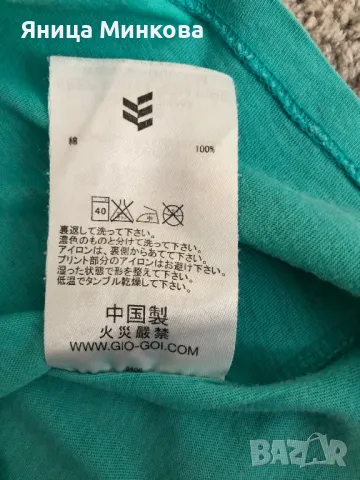 Яница Минкова
綿 100%
40
裏返して洗って下さい。
濃色のものと分けて洗って下さい。
アイロンは、裏側からあてて下さい。
プリント部分のアイロンはお避け下さい。
湿った状態で形を整えて下さい。
低温でタンブル乾燥して下さい。
中国製
火災厳禁
WWW.GIO-GOI.COM
BAZAR
bg